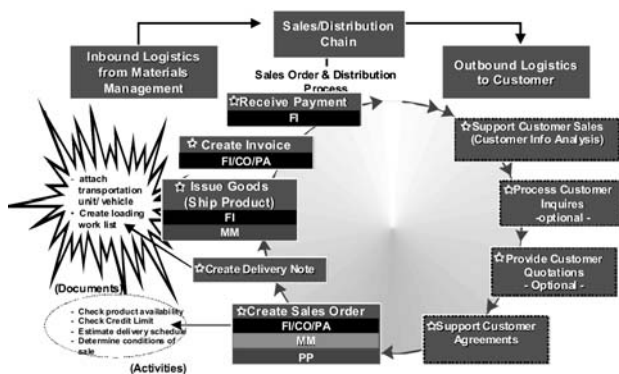 Sales/Distribution
Chain
Inbound Logistics
from Materials
Management
Outbound Logistics
to Customer
Sales Order & Distribution
Process
Receive Payment
FI
Create Invoice
FI/CO/PA
Issue Goods
(Ship Product)
FI
MM
Create Delivery Note
Create Sales Order
FI/CO/PA
MM
PP
Support Customer Sales
(Customer Info Analysis)
Process Customer
Inquires
-optional -
Provide Customer
Quotations
- Optional -
Support Customer
Agreements
- attach
transportation
unit/ vehicle
• Create loading
work list
(Documents)
- Check product availability
- Check Credit Limit
- Estimate delivery schedule
- Determine conditions of
sale
(Activities)